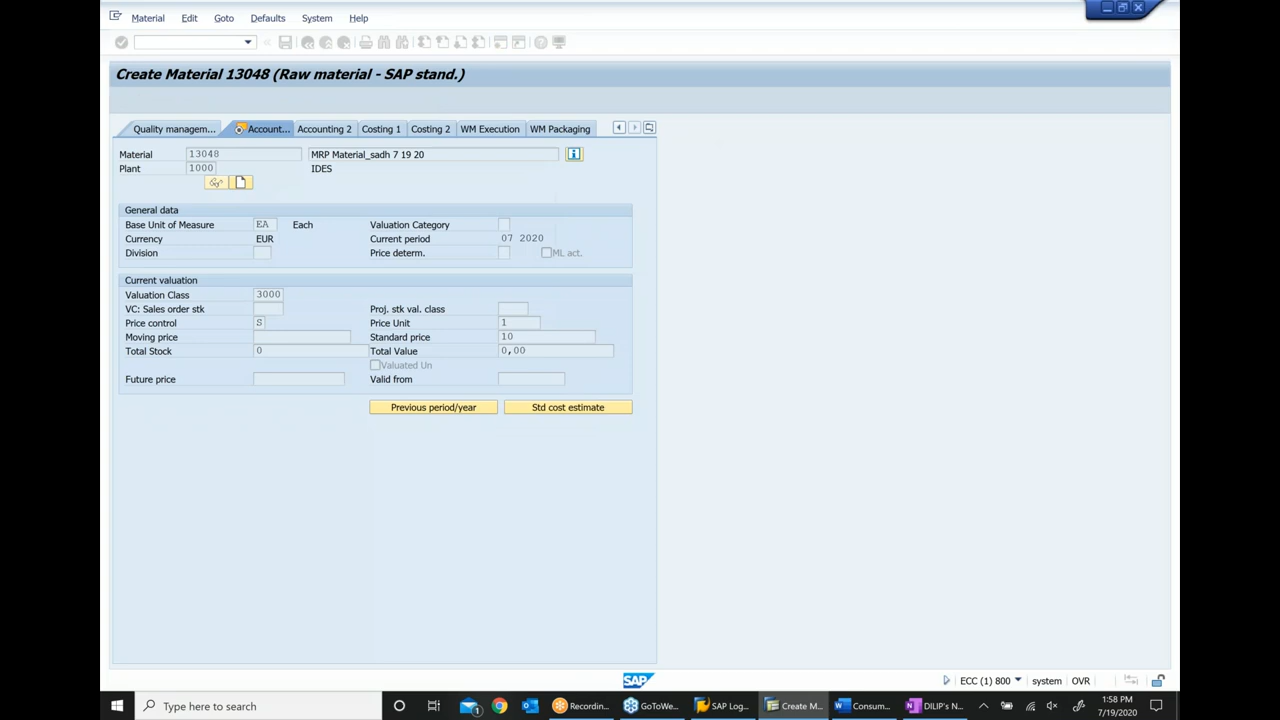 Material Edit Goto Defaults System Help
Create Material 13048 (Raw material - SAP stand.)
Quality managem... Account... Accounting 2 Costing 1 Costing 2 WM Execution WM Packaging
Material 13048 MRP Material_sadh 7 19 20
Plant 1000 IDES
General data
Base Unit of Measure EA Each Valuation Category
Currency EUR Current period 07 2020
Division Price determ. ML act.
Current valuation
Valuation Class 3000
VC: Sales order stk Proj. stk val. class
Price control S Price Unit 1
Moving price Standard price 10
Total Stock 0 Total Value 0,00
Valuated Un
Future price Valid from
Previous period/year Std cost estimate
SAP ECC (1) 800 system OVR
Type here to search 1 Recordin... GoToWe... SAP Log... Create M... Consum... DILIP's N... 1:58 PM
7/19/2020